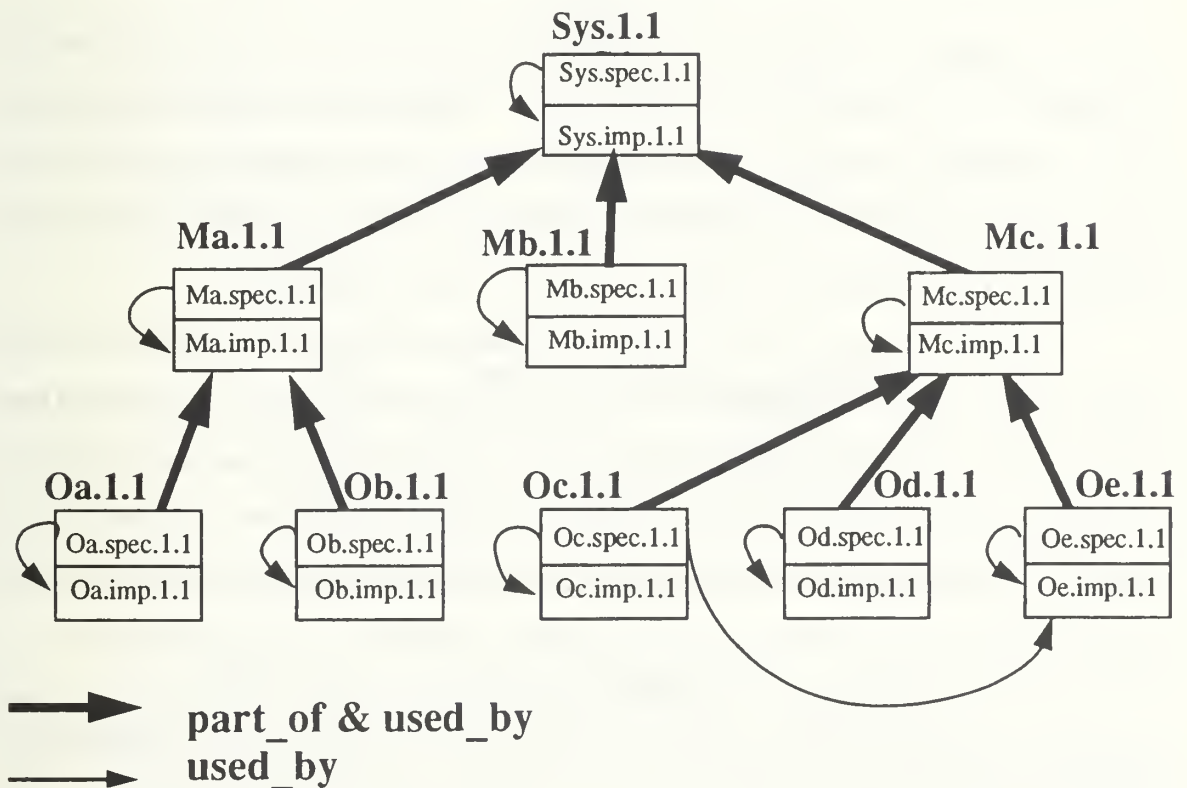 Sys.1.1
Sys.spec.1.1
Sys.imp.1.1
Ma.1.1
Mb.1.1
Mc. 1.1
Ma.spec.1.1
Ma.imp.1.1
Mb.spec.1.1
Mb.imp.1.1
Mc.spec.1.1
Mc.imp.1.1
Oa.1.1
Ob.1.1
Oc.1.1
Od.1.1
Oe.1.1
Oa.spec.1.1
Oa.imp.1.1
Ob.spec.1.1
Ob.imp.1.1
Oc.spec.1.1
Oc.imp.1.1
Od.spec.1.1
Od.imp.1.1
Oe.spec.1.1
Oe.imp.1.1
part_of & used_by
used_by